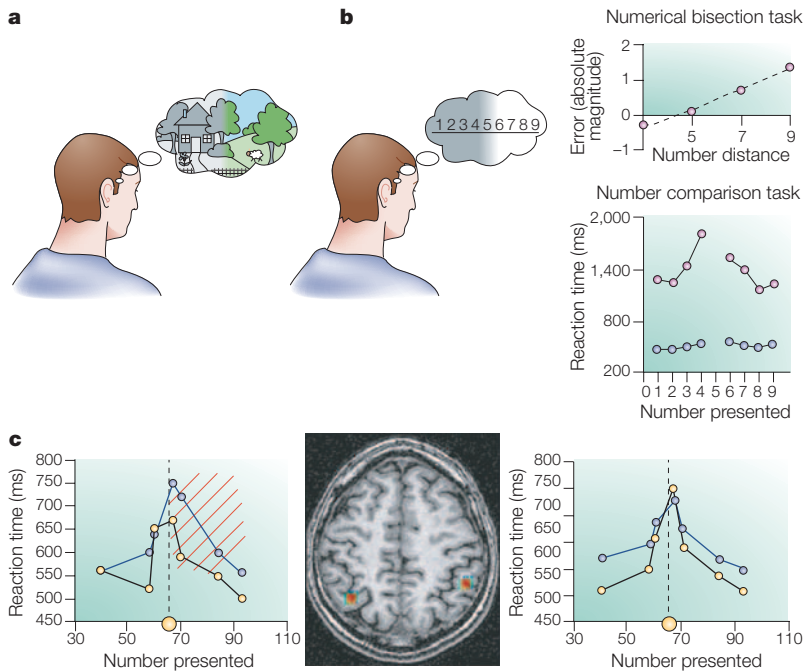 a
b
Numerical bisection task
Error (absolute
magnitude)
2
1
0
–1
5
7
9
Number distance
1 2 3 4 5 6 7 8 9
Number comparison task
Reaction time (ms)
2,000
1,400
800
200
0 1 2 3 4 5 6 7 8 9
Number presented
c
Reaction time (ms)
800
750
700
650
600
550
500
450
30
50
70
90
110
Number presented
Reaction time (ms)
800
750
700
650
600
550
500
450
30
50
70
90
110
Number presented